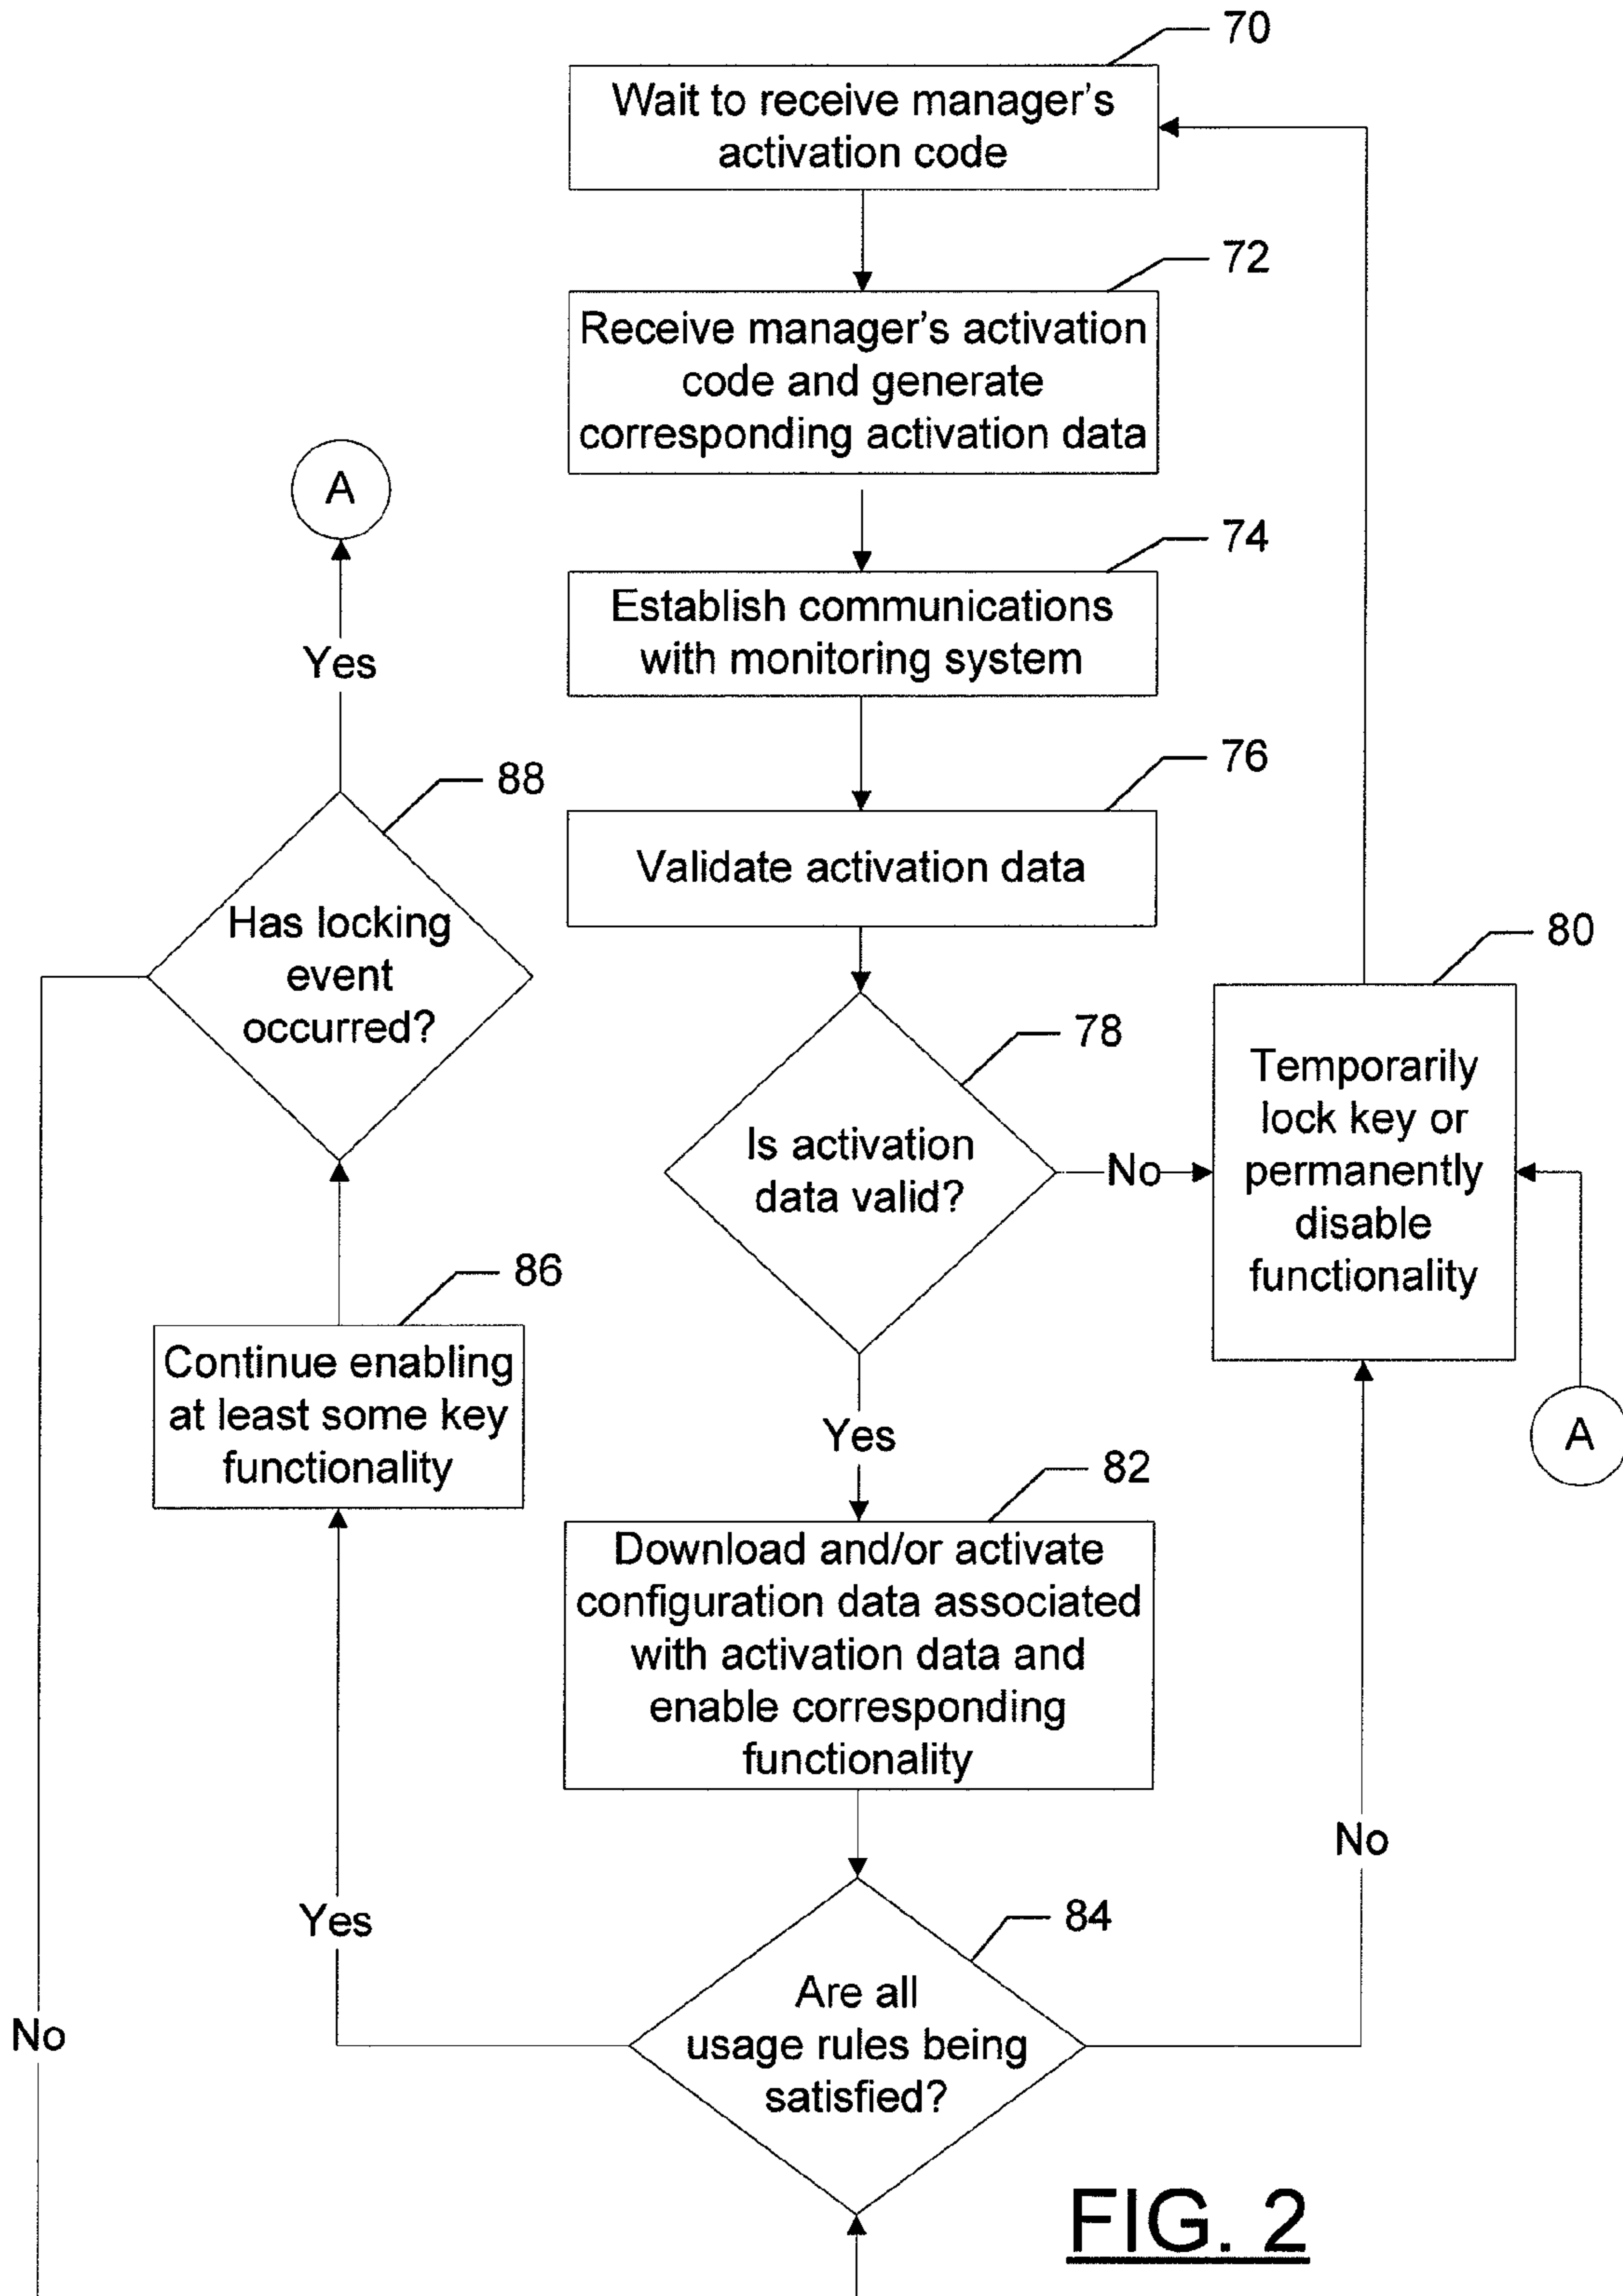 70
Wait to receive manager's
activation code
72
Receive manager's activation
code and generate
corresponding activation data
A
74
Establish communications
with monitoring system
Yes
76
Validate activation data
88
Has locking
event
occurred?
80
Temporarily
lock key or
permanently
disable
functionality
78
Is activation
data valid?
No
86
Continue enabling
at least some key
functionality
Yes
A
82
Download and/or activate
configuration data associated
with activation data and
enable corresponding
functionality
No
Yes
84
Are all
usage rules being
satisfied?
No
FIG. 2